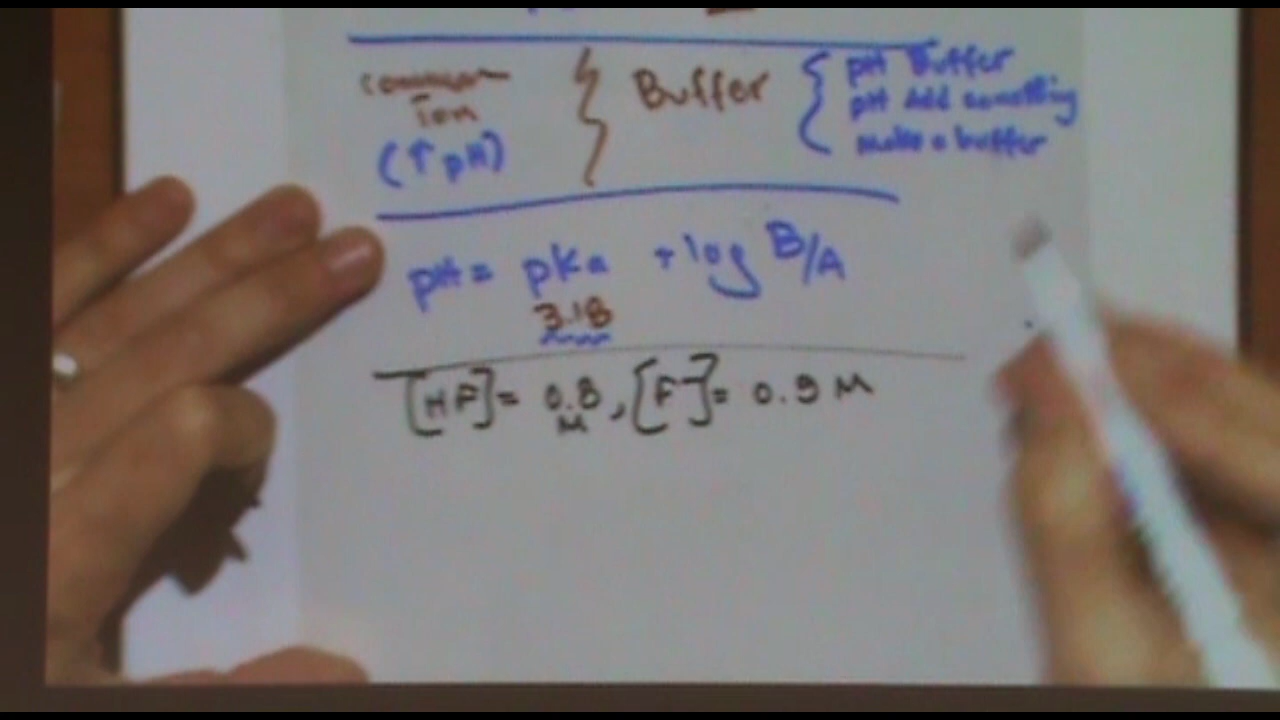 common
Ion
(↑ pH)
Buffer
pH Buffer
pH Add something
make a buffer
pH = pKa + log B/A
3.18
[HF] = 0.8 M, [F⁻] = 0.9 M